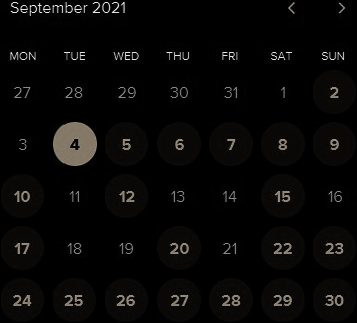 September 2021 < >
MON TUE WED THU FRI SAT SUN
27 28 29 30 31 1 2
3 4 5 6 7 8 9
10 11 12 13 14 15 16
17 18 19 20 21 22 23
24 25 26 27 28 29 30